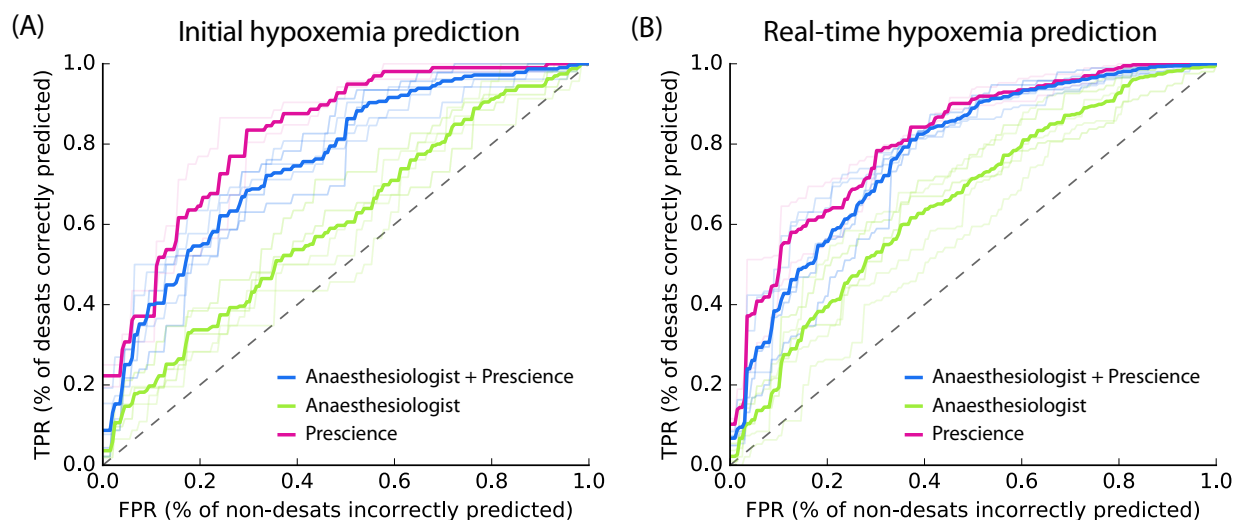 (A)
Initial hypoxemia prediction
TPR (% of desats correctly predicted)
1.0
0.8
0.6
0.4
0.2
0.0
Anaesthesiologist + Prescience
Anaesthesiologist
Prescience
0.0 0.2 0.4 0.6 0.8 1.0
FPR (% of non-desats incorrectly predicted)
(B)
Real-time hypoxemia prediction
TPR (% of desats correctly predicted)
1.0
0.8
0.6
0.4
0.2
0.0
Anaesthesiologist + Prescience
Anaesthesiologist
Prescience
0.0 0.2 0.4 0.6 0.8 1.0
FPR (% of non-desats incorrectly predicted)